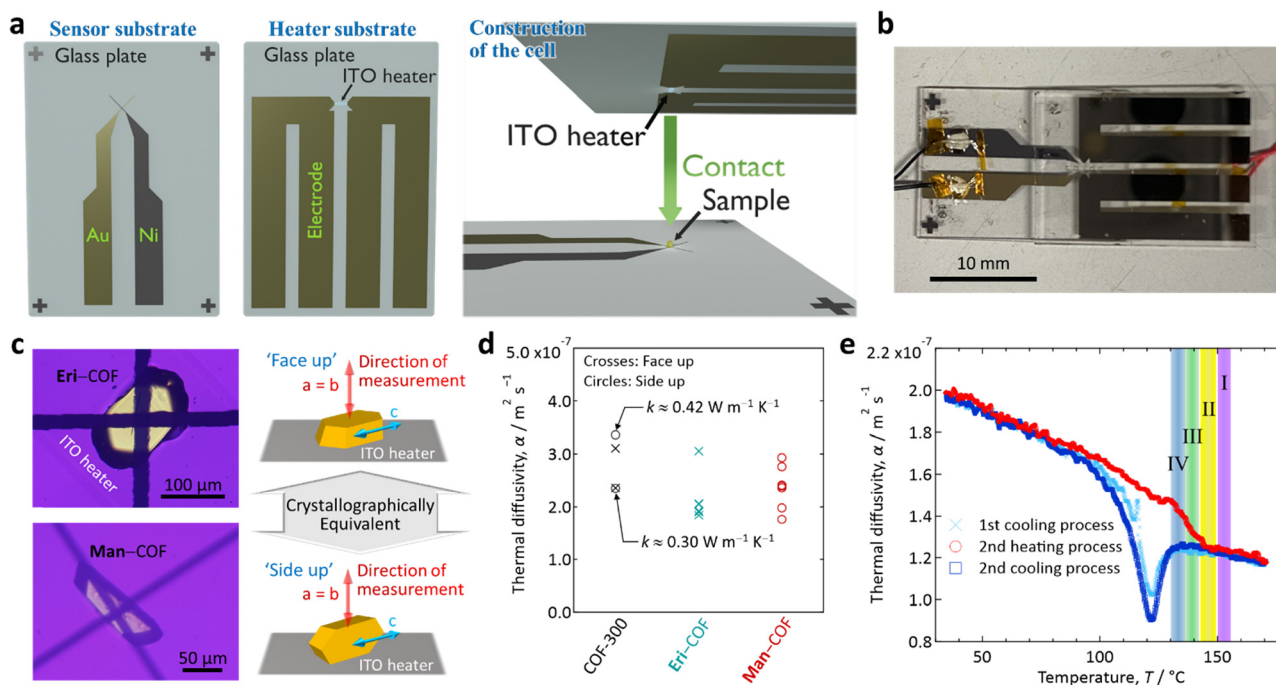 a
Sensor substrate
Glass plate
Au
Ni
Heater substrate
Glass plate
ITO heater
Electrode
Construction
of the cell
ITO heater
Contact
Sample
b
10 mm
c
Eri–COF
ITO heater
100 μm
Man–COF
50 μm
'Face up'
Direction of
measurement
a = b
c
ITO heater
Crystallographically
Equivalent
'Side up'
Direction of
measurement
a = b
c
ITO heater
d
5.0 x10⁻⁷
4.0
3.0
2.0
1.0
0.0
Thermal diffusivity, α / m² s⁻¹
Crosses: Face up
Circles: Side up
k ≈ 0.42 W m⁻¹ K⁻¹
k ≈ 0.30 W m⁻¹ K⁻¹
COF-300
Eri–COF
Man–COF
e
2.2 x10⁻⁷
2.0
1.8
1.6
1.4
1.2
1.0
0.8
Thermal diffusivity, α / m² s⁻¹
I
II
III
IV
1st cooling process
2nd heating process
2nd cooling process
50
100
150
Temperature, T / °C